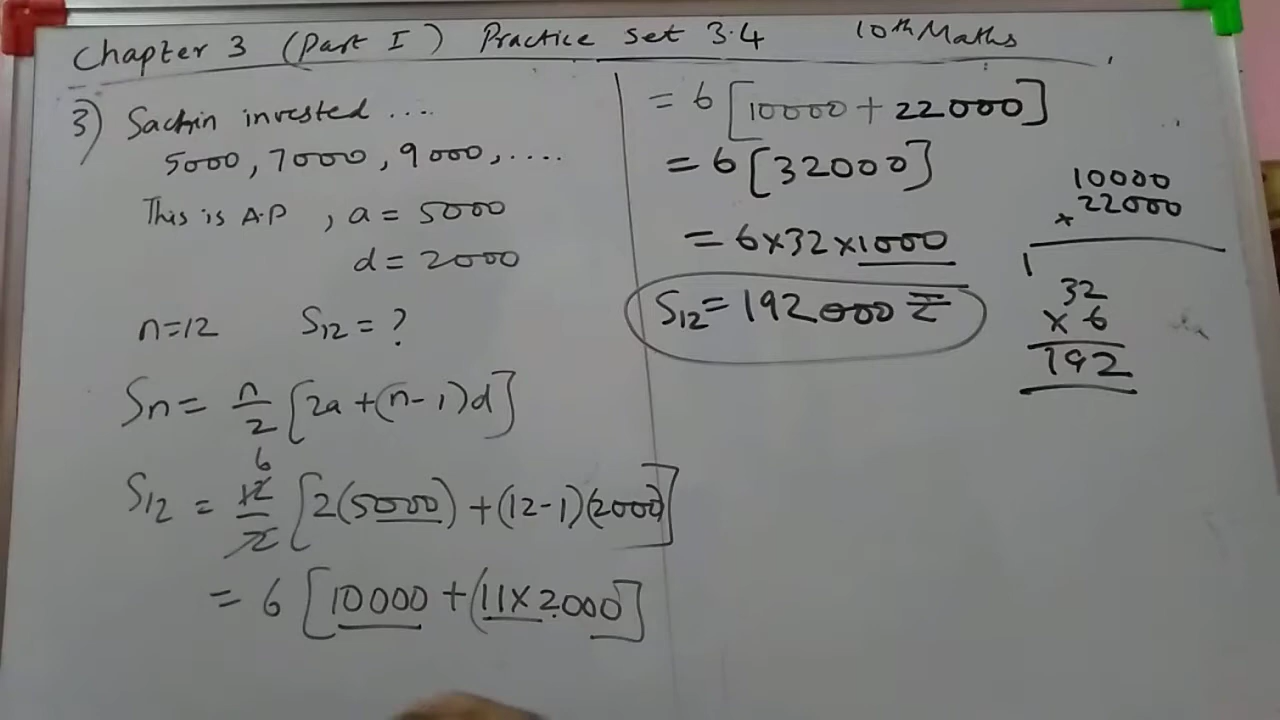 Chapter 3 (Part I) Practice set 3.4 10th Maths
3) Sachin invested ....
5000, 7000, 9000, ....
This is A.P , a = 5000
d = 2000
n=12 S12 = ?
Sn = n/2 [2a+(n-1)d]
6
S12 = 12/2 [2(5000) + (12-1)(2000)]
= 6 [10000 + (11×2000]
= 6 [10000 + 22000]
= 6 [32000]
= 6×32×1000
S12 = 192000 =
10000
× 22000
32
× 6
192